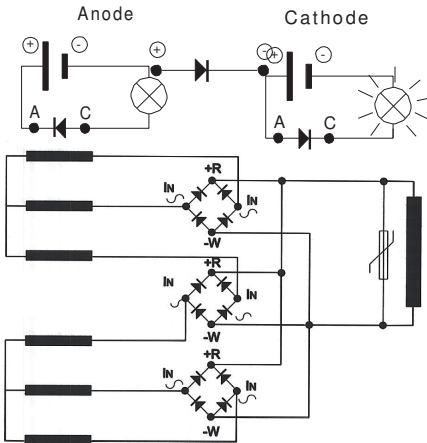 Anode
Cathode
+ - + - + -
A C
A C
+R
IN IN
-W
+R
IN IN
-W
+R
IN IN
-W